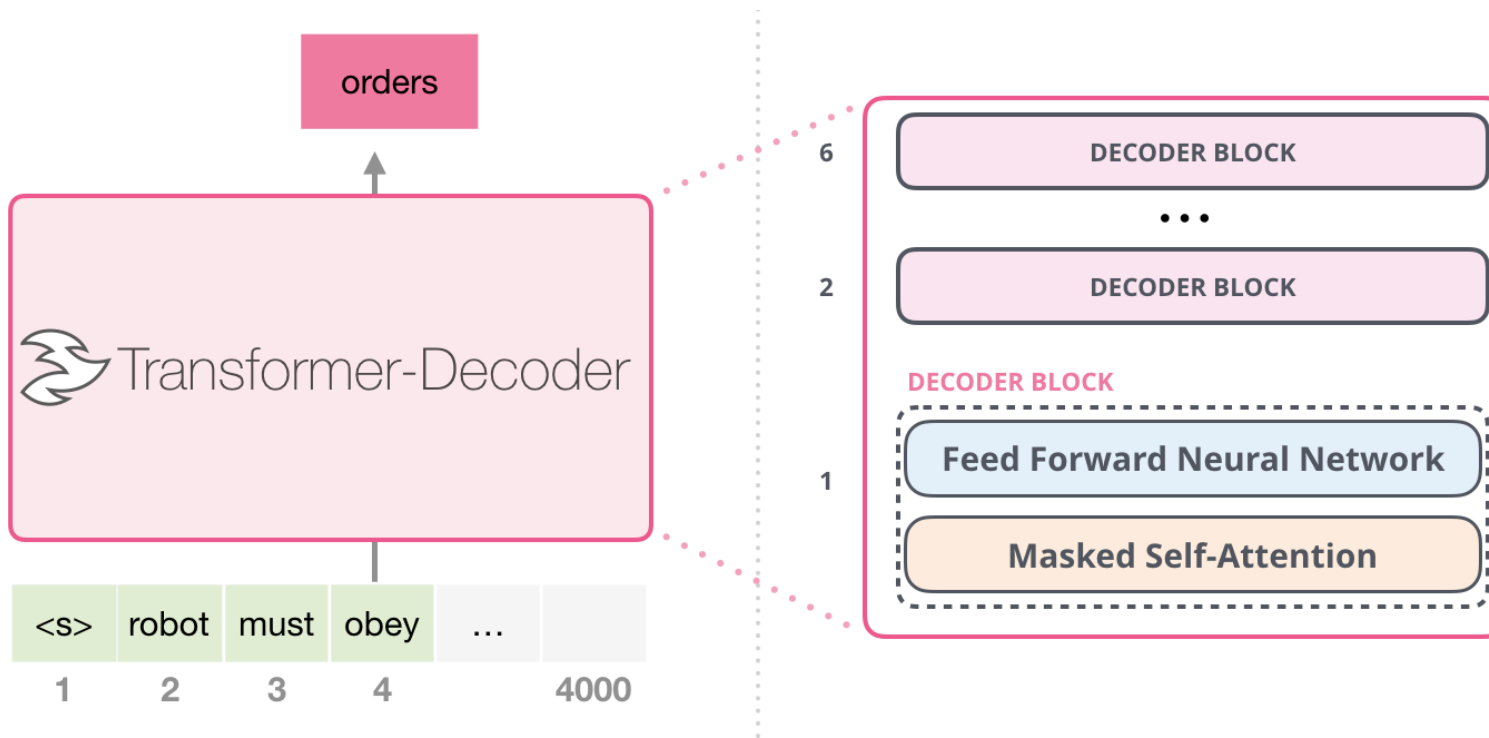 orders
Transformer-Decoder
<s> robot must obey ...
1 2 3 4 4000
6 DECODER BLOCK
...
2 DECODER BLOCK
DECODER BLOCK
1
Feed Forward Neural Network
Masked Self-Attention